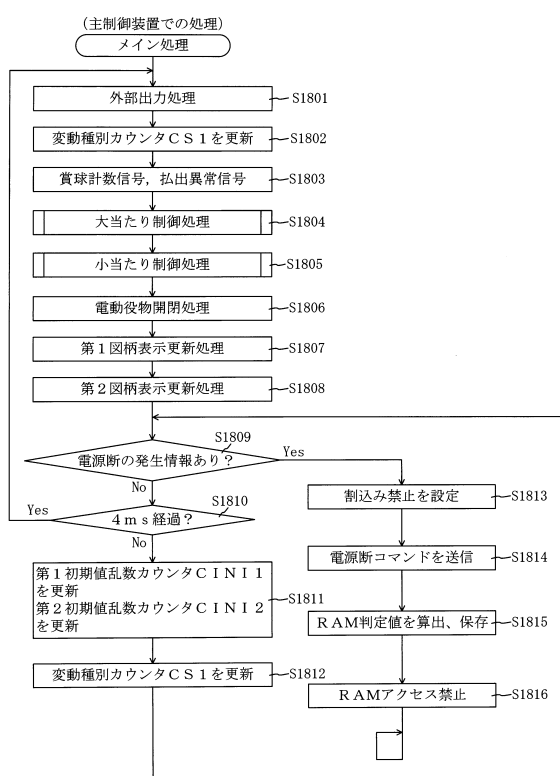 (主制御装置での処理)
メイン処理
外部出力処理
S1801
変動種別カウンタCS1を更新
S1802
賞球計数信号,払出異常信号
S1803
大当たり制御処理
S1804
小当たり制御処理
S1805
電動役物開閉処理
S1806
第1図柄表示更新処理
S1807
第2図柄表示更新処理
S1808
S1809
電源断の発生情報あり?
Yes
No
S1810
Yes
4ms経過?
No
第1初期値乱数カウンタCINI1
を更新
第2初期値乱数カウンタCINI2
を更新
S1811
変動種別カウンタCS1を更新
S1812
割込み禁止を設定
S1813
電源断コマンドを送信
S1814
RAM判定値を算出、保存
S1815
RAMアクセス禁止
S1816